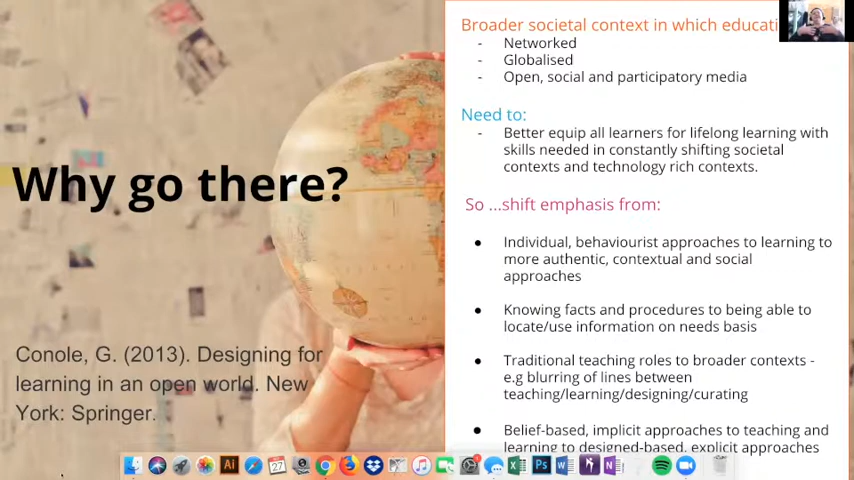 Why go there?
Conole, G. (2013). Designing for
learning in an open world. New
York: Springer.
Broader societal context in which educati
- Networked
- Globalised
- Open, social and participatory media
Need to:
- Better equip all learners for lifelong learning with
skills needed in constantly shifting societal
contexts and technology rich contexts.
So ...shift emphasis from:
● Individual, behaviourist approaches to learning to
more authentic, contextual and social
approaches
● Knowing facts and procedures to being able to
locate/use information on needs basis
● Traditional teaching roles to broader contexts -
e.g blurring of lines between
teaching/learning/designing/curating
● Belief-based, implicit approaches to teaching and
learning to designed-based, explicit approaches